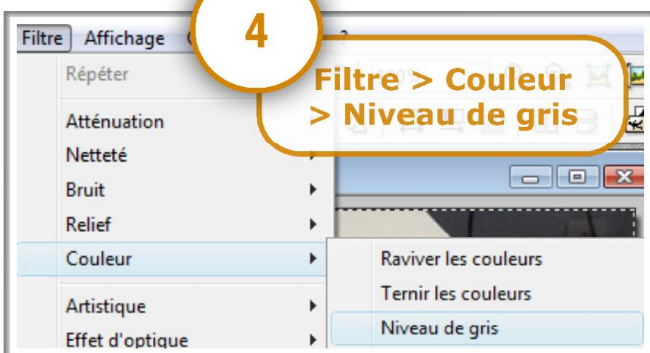 Filtre Affichage
4
?
Répéter
Filtre > Couleur
> Niveau de gris
Atténuation
Netteté
Bruit
Relief
Couleur
Raviver les couleurs
Ternir les couleurs
Artistique
Niveau de gris
Effet d'optique